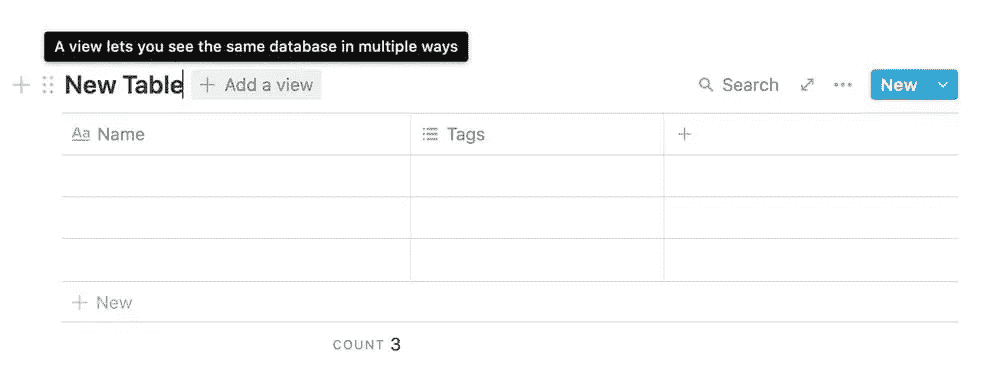 A view lets you see the same database in multiple ways
New Table + Add a view Search New
Aa Name Tags +
+ New
COUNT 3